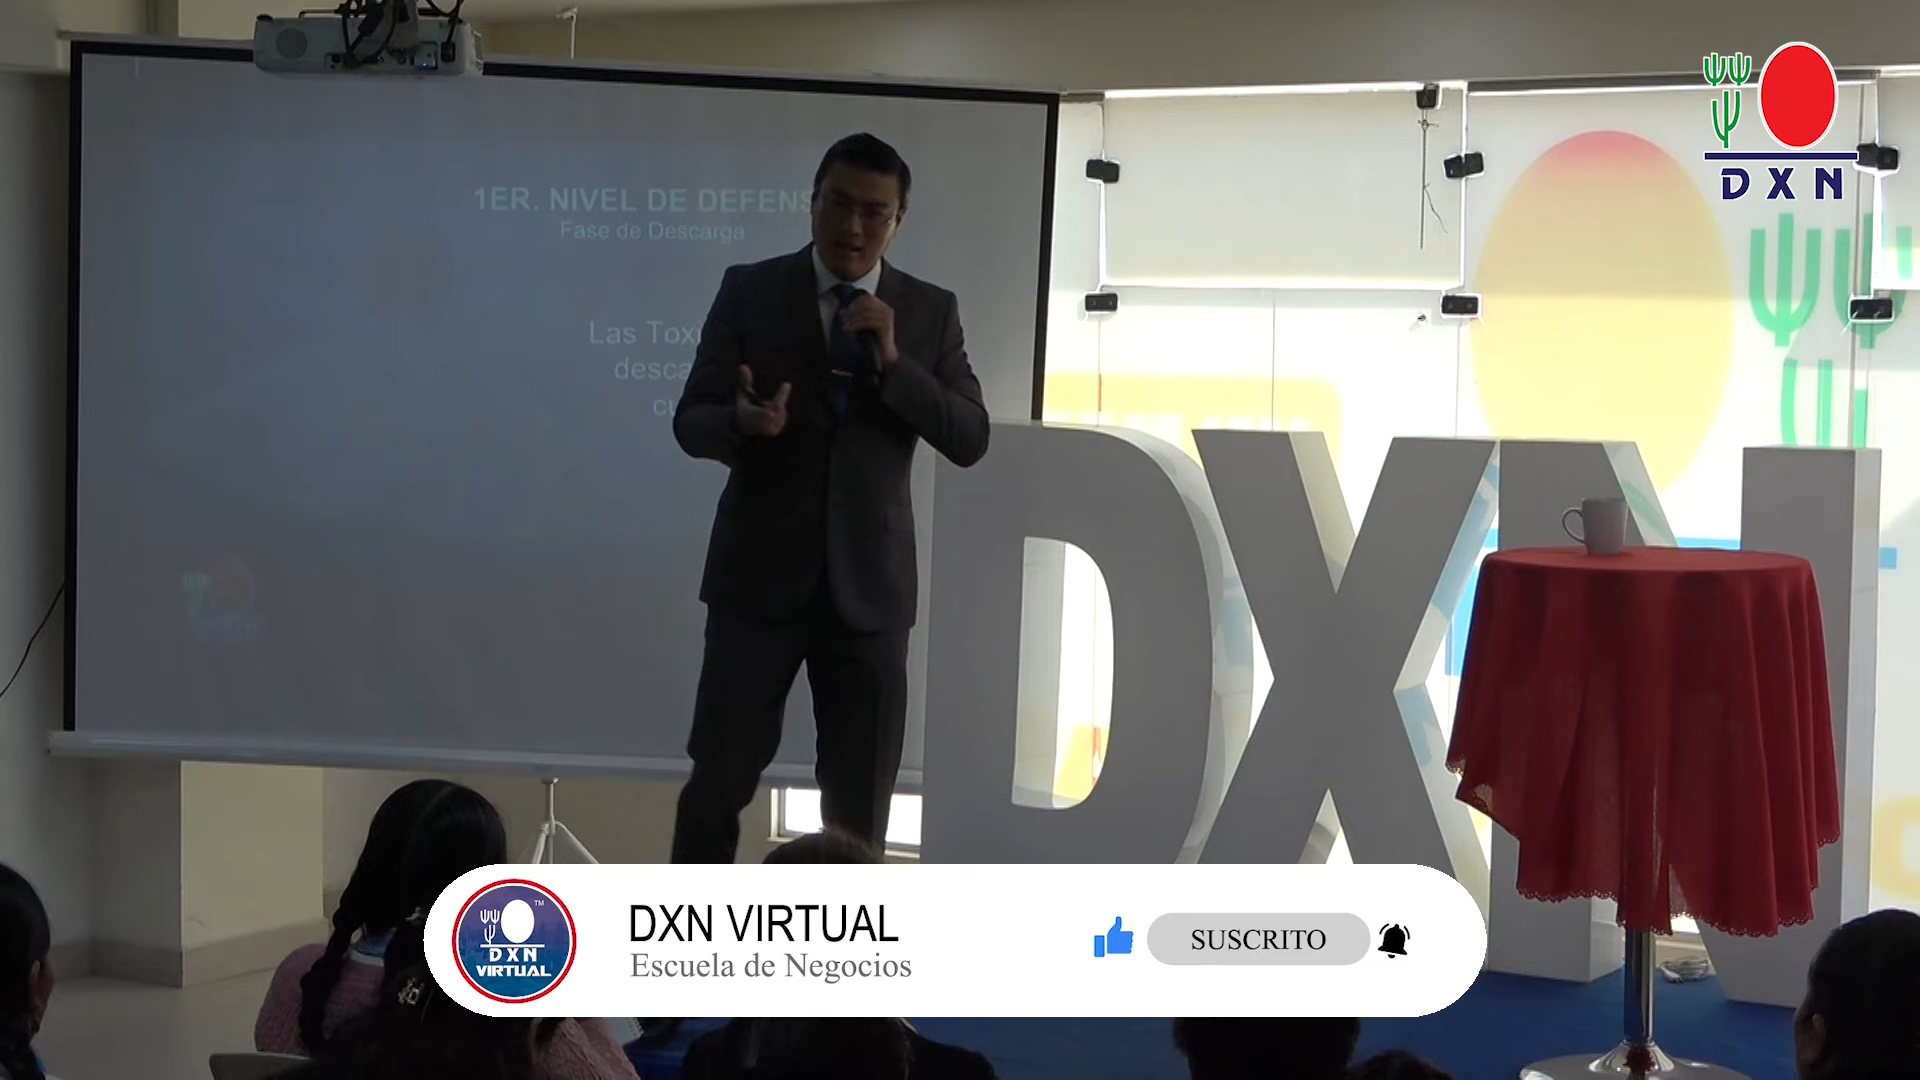 DXN
1ER. NIVEL DE DEFENS
Fase de Descarga
Las Tox
desca
cu
DXN
DXN VIRTUAL
Escuela de Negocios
SUSCRITO
TM
DXN
VIRTUAL